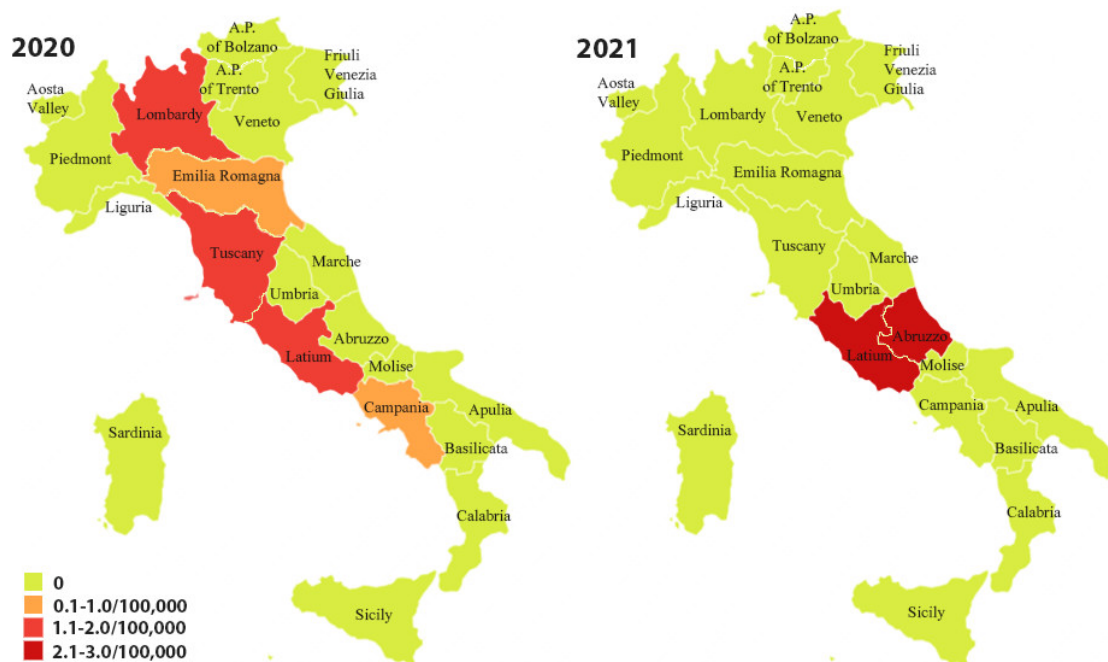 2020
A.P.
of Bolzano
A.P.
of Trento
Friuli
Venezia
Giulia
Aosta
Valley
Lombardy
Veneto
Piedmont
Emilia Romagna
Liguria
Tuscany
Marche
Umbria
Abruzzo
Latium
Molise
Campania
Apulia
Sardinia
Basilicata
Calabria
Sicily
0
0.1-1.0/100,000
1.1-2.0/100,000
2.1-3.0/100,000
2021
A.P.
of Bolzano
A.P.
of Trento
Friuli
Venezia
Giulia
Aosta
Valley
Lombardy
Veneto
Piedmont
Emilia Romagna
Liguria
Tuscany
Marche
Umbria
Abruzzo
Latium
Molise
Campania
Apulia
Sardinia
Basilicata
Calabria
Sicily